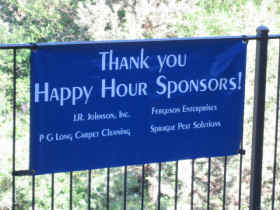 Thank you
Happy Hour Sponsors!
J.R. Johnson, Inc.
Ferguson Enterprises
P G Long Carpet Cleaning
Sprague Pest Solutions